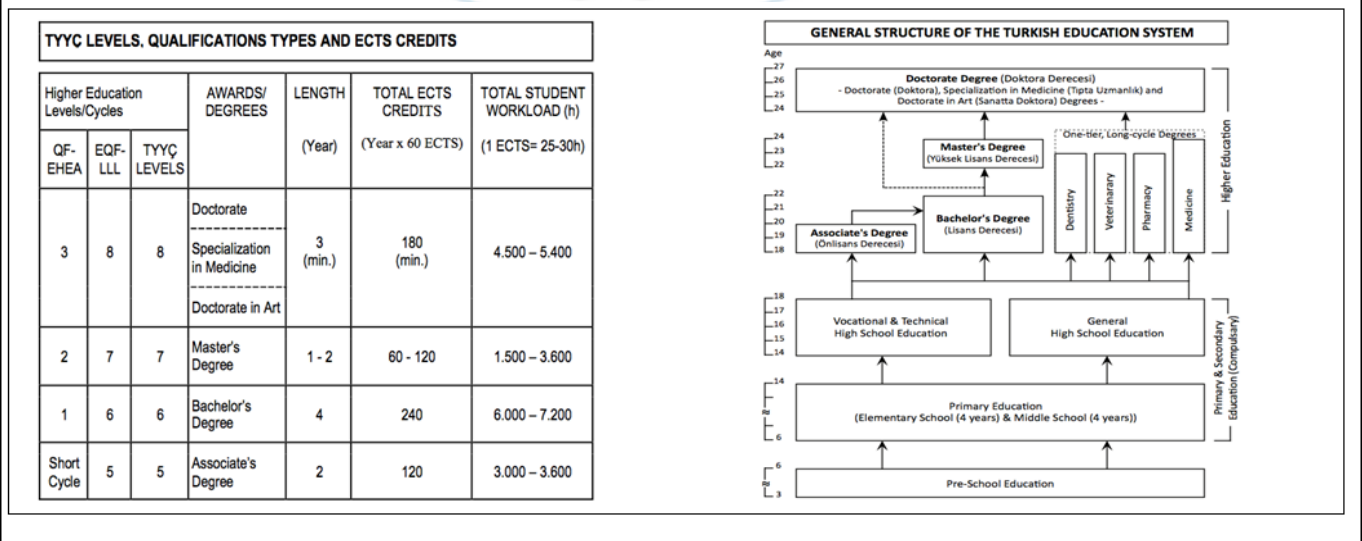 TYYÇ LEVELS, QUALIFICATIONS TYPES AND ECTS CREDITS
Higher Education
Levels/Cycles
AWARDS/
DEGREES
LENGTH
(Year)
TOTAL ECTS
CREDITS
(Year x 60 ECTS)
TOTAL STUDENT
WORKLOAD (h)
(1 ECTS= 25-30h)
QF-
EHEA
EQF-
LLL
TYYÇ
LEVELS
3
8
8
Doctorate
Specialization
in Medicine
Doctorate in Art
3
(min.)
180
(min.)
4.500 – 5.400
2
7
7
Master's
Degree
1 - 2
60 - 120
1.500 – 3.600
1
6
6
Bachelor's
Degree
4
240
6.000 – 7.200
Short
Cycle
5
5
Associate's
Degree
2
120
3.000 – 3.600
GENERAL STRUCTURE OF THE TURKISH EDUCATION SYSTEM
Age
27
26
25
24
Doctorate Degree (Doktora Derecesi)
- Doctorate (Doktora), Specialization in Medicine (Tıpta Uzmanlık) and
Doctorate in Art (Sanatta Doktora) Degrees -
24
23
22
Master's Degree
(Yüksek Lisans Derecesi)
One-tier, Long-cycle Degrees
22
21
20
19
18
Associate's Degree
(Önlisans Derecesi)
Bachelor's Degree
(Lisans Derecesi)
Dentistry
Veterinarary
Pharmacy
Medicine
Higher Education
18
17
16
15
14
Vocational & Technical
High School Education
General
High School Education
14
≈
6
Primary Education
(Elementary School (4 years) & Middle School (4 years))
Primary & Secondary
Education (Compulsary)
6
≈
3
Pre-School Education